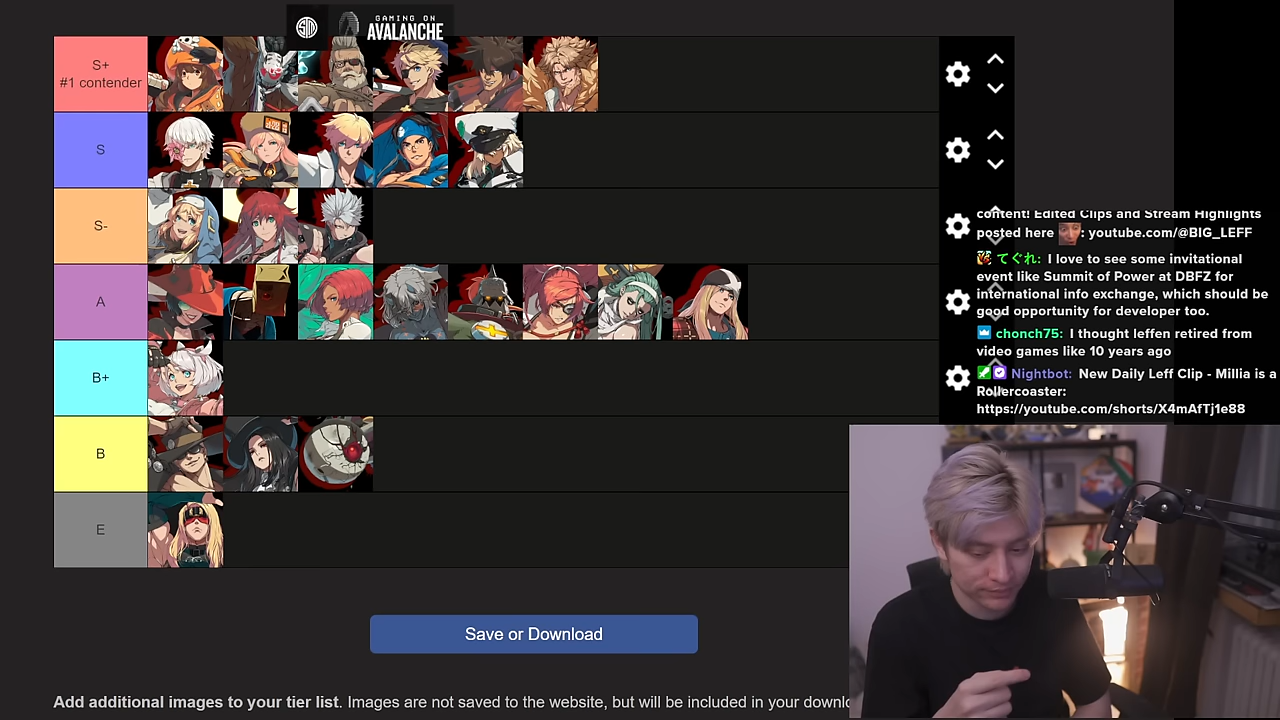 GAMING ON
AVALANCHE
S+
#1 contender
S
S-
A
B+
B
E
content! Edited Clips and Stream Highlights
posted here : youtube.com/@BIG_LEFF
てぐれ: I love to see some invitational
event like Summit of Power at DBFZ for
international info exchange, which should be
good opportunity for developer too.
chonch75: I thought leffen retired from
video games like 10 years ago
Nightbot: New Daily Leff Clip - Millia is a
Rollercoaster:
https://youtube.com/shorts/X4mAfTj1e88
Save or Download
Add additional images to your tier list. Images are not saved to the website, but will be included in your downlo